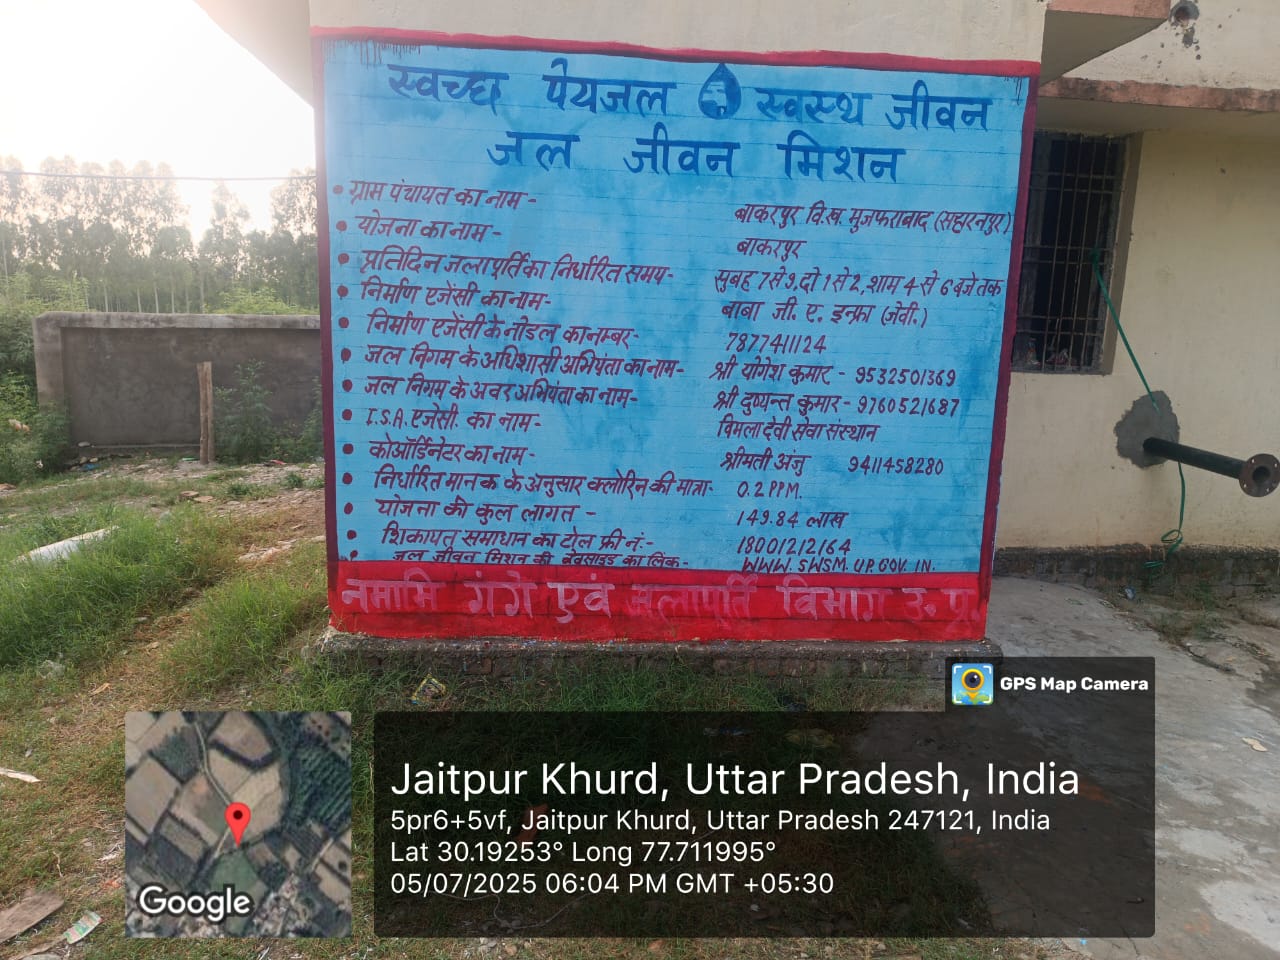 स्वच्छ पेयजल स्वस्थ जीवन
जल जीवन मिशन
• ग्राम पंचायत का नाम - बाकरपुर वि.ख. मुजफराबाद (सहारनपुर)
• योजना का नाम - बाकरपुर
• प्रतिदिन जलापूर्ति का निर्धारित समय- सुबह 7 से 9, दो 1 से 2, शाम 4 से 6 बजे तक
• निर्माण एजेंसी का नाम- बाबा जी. ए. इन्फ्रा (जेवी.)
• निर्माण एजेंसी के नोडल का नम्बर- 7877411124
• जल निगम के अधिशासी अभियंता का नाम- श्री योगेश कुमार - 9532501369
• जल निगम के अवर अभियंता का नाम- श्री दुष्यन्त कुमार - 9760521687
• I.S.A. एजेंसी. का नाम- विमला देवी सेवा संस्थान
• कोऑर्डिनेटर का नाम- श्रीमती अंजु 9411458280
• निर्धारित मानक के अनुसार क्लोरिन की मात्रा- 0.2 PPM.
• योजना की कुल लागत - 149.84 लाख
• शिकायत समाधान का टोल फ्री नं:- 18001212164
• जल जीवन मिशन की वेबसाइड का लिंक- WWW.SWSM.UP.GOV.IN.
नमामि गंगे एवं जलापूर्ति विभाग उ. प्र.
GPS Map Camera
Jaitpur Khurd, Uttar Pradesh, India
5pr6+5vf, Jaitpur Khurd, Uttar Pradesh 247121, India
Lat 30.19253° Long 77.711995°
05/07/2025 06:04 PM GMT +05:30
Google